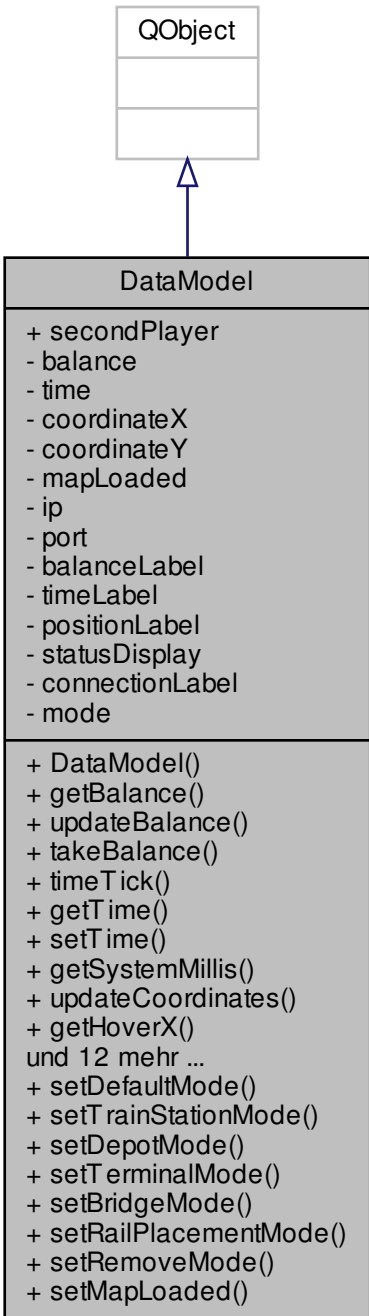 QObject
DataModel
+ secondPlayer
- balance
- time
- coordinateX
- coordinateY
- mapLoaded
- ip
- port
- balanceLabel
- timeLabel
- positionLabel
- statusDisplay
- connectionLabel
- mode
+ DataModel()
+ getBalance()
+ updateBalance()
+ takeBalance()
+ timeTick()
+ getTime()
+ setTime()
+ getSystemMillis()
+ updateCoordinates()
+ getHoverX()
und 12 mehr ...
+ setDefaultMode()
+ setTrainStationMode()
+ setDepotMode()
+ setTerminalMode()
+ setBridgeMode()
+ setRailPlacementMode()
+ setRemoveMode()
+ setMapLoaded()